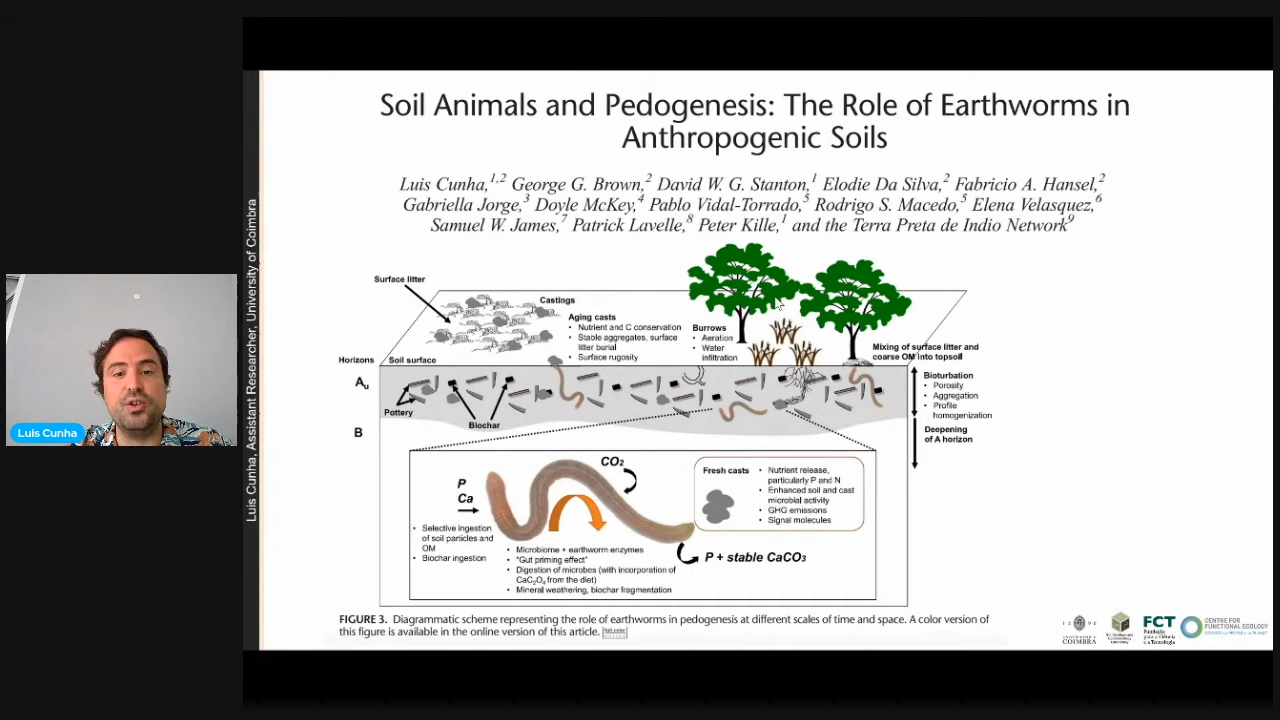 Soil Animals and Pedogenesis: The Role of Earthworms in
Anthropogenic Soils
Luis Cunha,1,2 George G. Brown,2 David W. G. Stanton,1 Elodie Da Silva,2 Fabricio A. Hansel,2
Gabriella Jorge,3 Doyle McKey,4 Pablo Vidal-Torrado,5 Rodrigo S. Macedo,5 Elena Velasquez,6
Samuel W. James,7 Patrick Lavelle,8 Peter Kille,1 and the Terra Preta de Indio Network9
Surface litter
Castings
Aging casts
• Nutrient and C conservation
• Stable aggregates, surface
litter burial
• Surface rugosity
Burrows
• Aeration
• Water
infiltration
Mixing of surface litter and
coarse OM into topsoil
Horizons
Soil surface
Au
Pottery
Biochar
B
Bioturbation
• Porosity
• Aggregation
• Profile
homogenization
Deepening
of A horizon
P
Ca
CO2
• Selective ingestion
of soil particles and
OM
• Biochar ingestion
• Microbiome + earthworm enzymes
• "Gut priming effect"
• Digestion of microbes (with incorporation of
CaC2O4 from the diet)
• Mineral weathering, biochar fragmentation
Fresh casts
• Nutrient release,
particularly P and N
• Enhanced soil and cast
microbial activity
• GHG emissions
• Signal molecules
P + stable CaCO3
FIGURE 3. Diagrammatic scheme representing the role of earthworms in pedogenesis at different scales of time and space. A color version of
this figure is available in the online version of this article.
Luis Cunha, Assistant Researcher, University of Coimbra
Luis Cunha
1 2 9 0
COIMBRA
FCT
Fundação
para a Ciência
e a Tecnologia
CENTRE FOR
FUNCTIONAL ECOLOGY